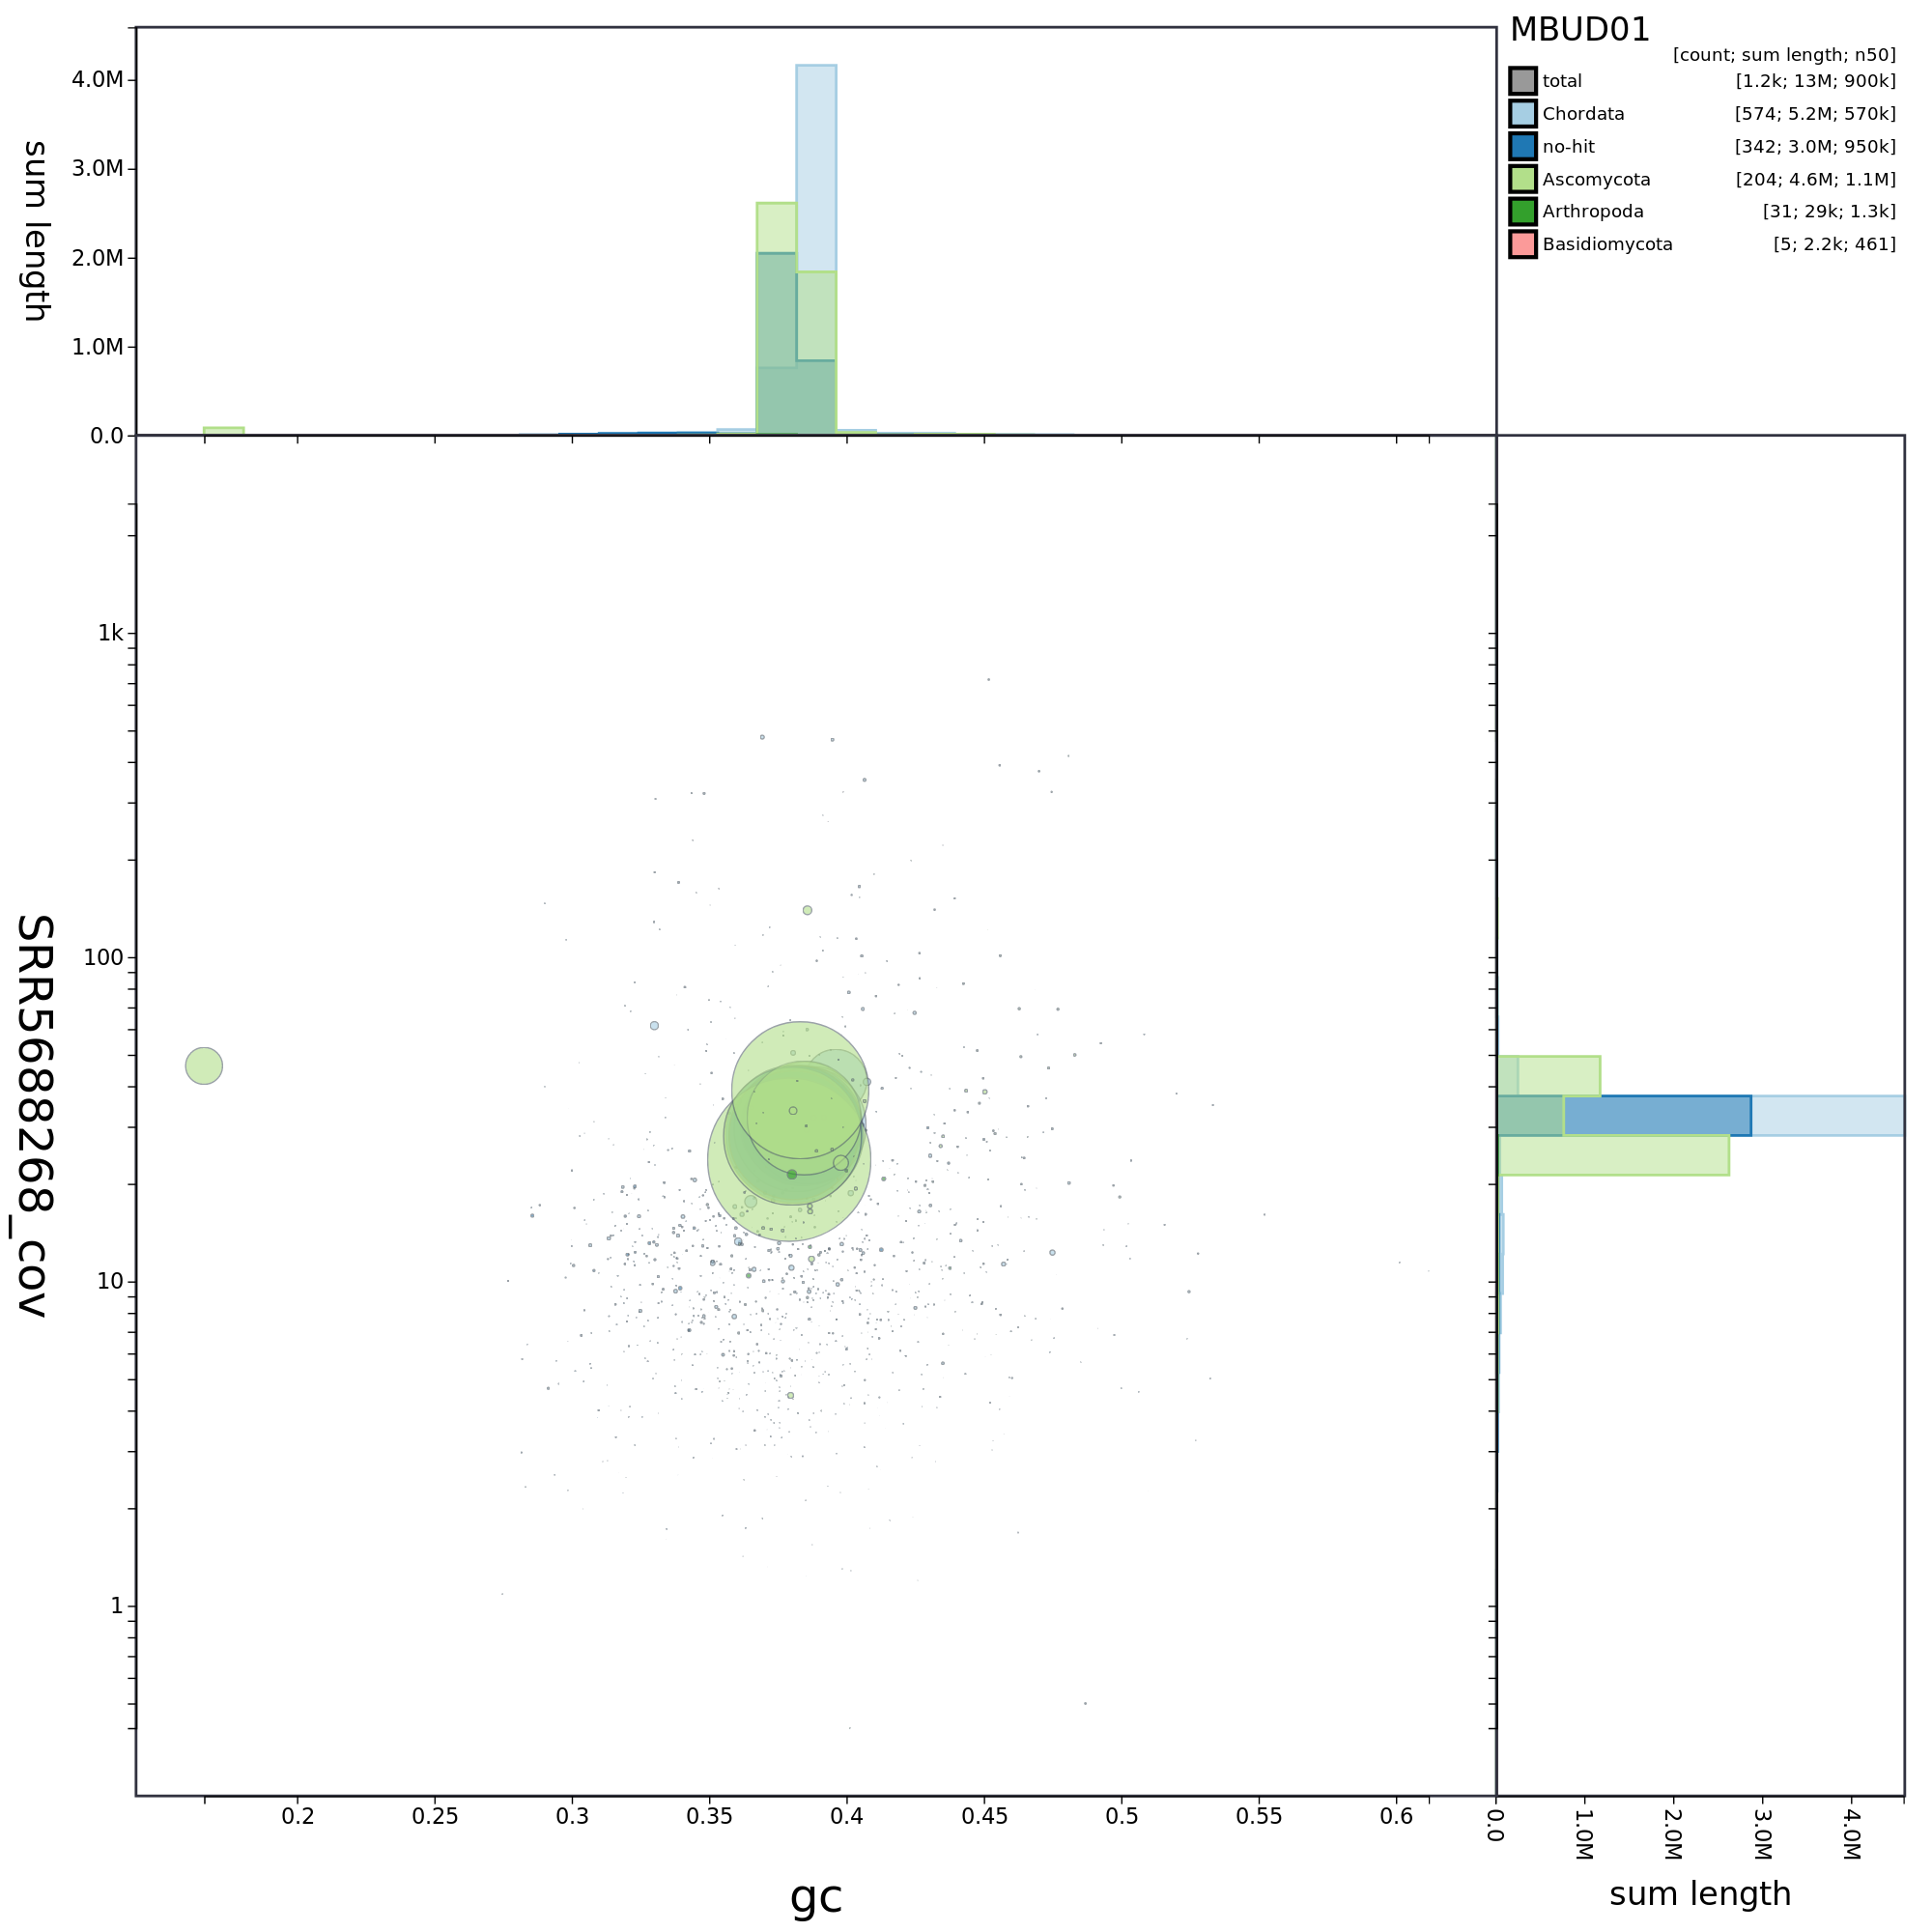 MBUD01
[count; sum length; n50]
total [1.2k; 13M; 900k]
Chordata [574; 5.2M; 570k]
no-hit [342; 3.0M; 950k]
Ascomycota [204; 4.6M; 1.1M]
Arthropoda [31; 29k; 1.3k]
Basidiomycota [5; 2.2k; 461]
sum length
4.0M
3.0M
2.0M
1.0M
0.0
SRR5688268_cov
1k
100
10
1
0.2 0.25 0.3 0.35 0.4 0.45 0.5 0.55 0.6
gc
0.0 1.0M 2.0M 3.0M 4.0M
sum length